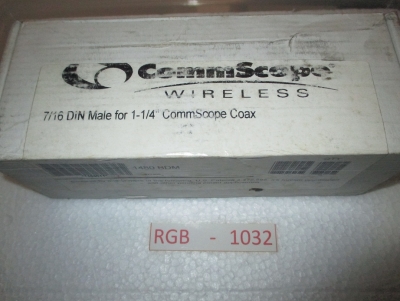 CommScope
WIRELESS
7/16 DiN Male for 1-1/4" CommScope Coax
RGB - 1032